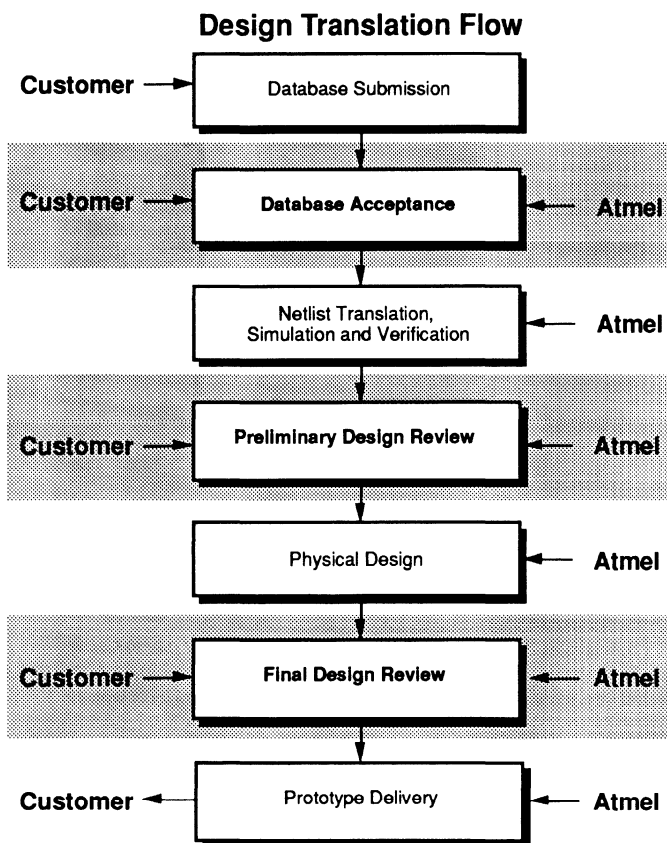 Design Translation Flow
Customer
Database Submission
Customer
Database Acceptance
Atmel
Netlist Translation,
Simulation and Verification
Atmel
Customer
Preliminary Design Review
Atmel
Physical Design
Atmel
Customer
Final Design Review
Atmel
Customer
Prototype Delivery
Atmel